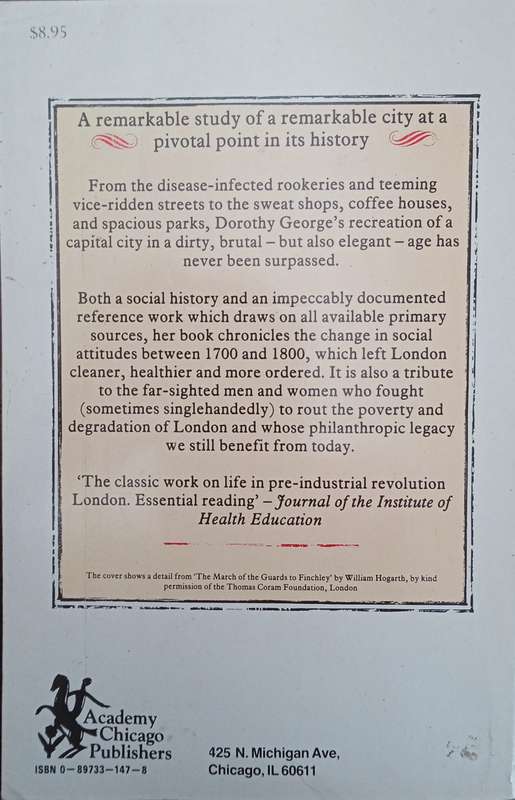 $8.95
A remarkable study of a remarkable city at a
pivotal point in its history
From the disease-infected rookeries and teeming
vice-ridden streets to the sweat shops, coffee houses,
and spacious parks, Dorothy George's recreation of a
capital city in a dirty, brutal – but also elegant – age has
never been surpassed.
Both a social history and an impeccably documented
reference work which draws on all available primary
sources, her book chronicles the change in social
attitudes between 1700 and 1800, which left London
cleaner, healthier and more ordered. It is also a tribute
to the far-sighted men and women who fought
(sometimes singlehandedly) to rout the poverty and
degradation of London and whose philanthropic legacy
we still benefit from today.
'The classic work on life in pre-industrial revolution
London. Essential reading' – Journal of the Institute of
Health Education
The cover shows a detail from 'The March of the Guards to Finchley' by William Hogarth, by kind
permission of the Thomas Coram Foundation, London
Academy
Chicago
Publishers
ISBN 0–89733–147–8
425 N. Michigan Ave,
Chicago, IL 60611